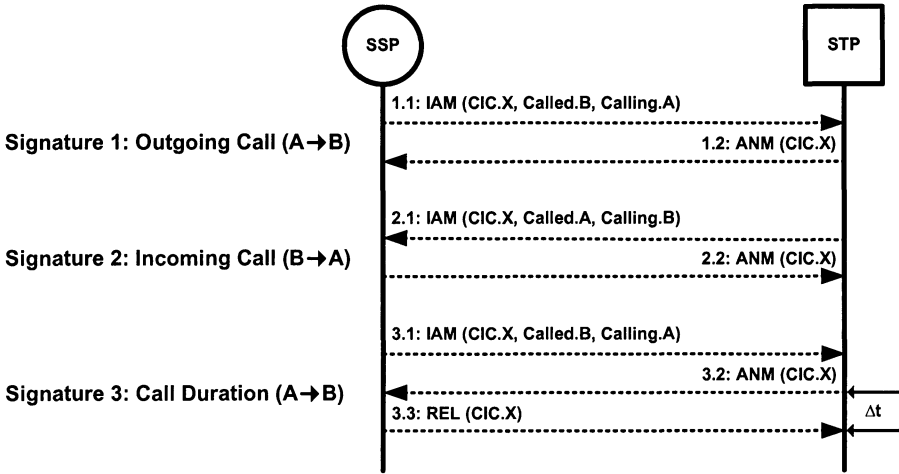 SSP
STP
1.1: IAM (CIC.X, Called.B, Calling.A)
Signature 1: Outgoing Call (A→B)
1.2: ANM (CIC.X)
2.1: IAM (CIC.X, Called.A, Calling.B)
Signature 2: Incoming Call (B→A)
2.2: ANM (CIC.X)
3.1: IAM (CIC.X, Called.B, Calling.A)
3.2: ANM (CIC.X)
Signature 3: Call Duration (A→B)
3.3: REL (CIC.X)
Δt